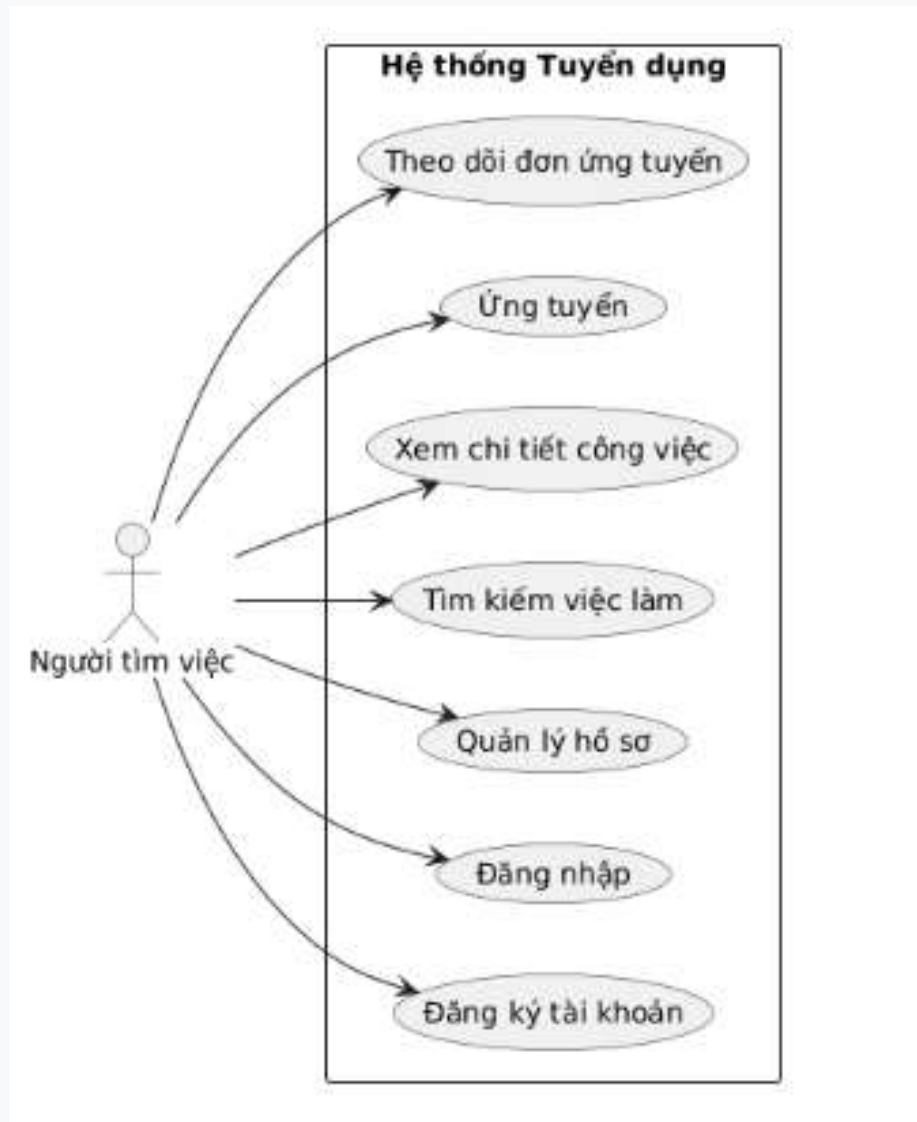 Hệ thống Tuyển dụng
Theo dõi đơn ứng tuyển
Ứng tuyển
Xem chi tiết công việc
Tìm kiếm việc làm
Người tìm việc
Quản lý hồ sơ
Đăng nhập
Đăng ký tài khoản